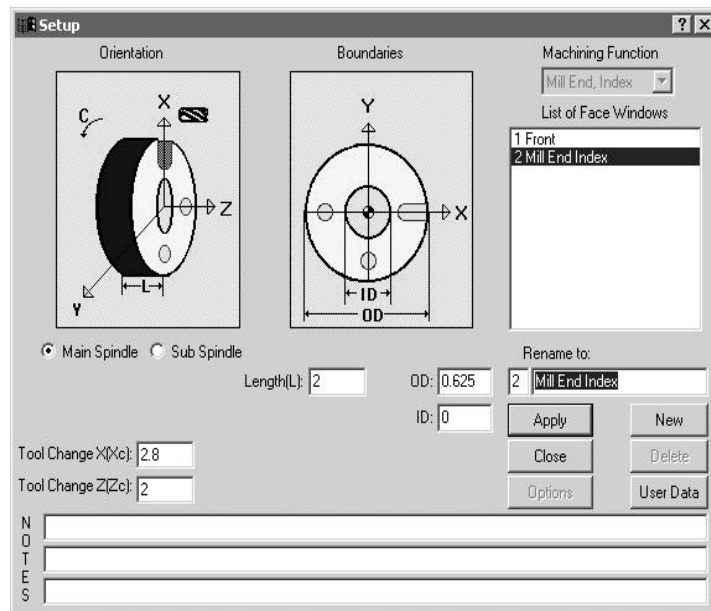 Setup
Orientation
Boundaries
Machining Function
Mill End, Index
List of Face Windows
1 Front
2 Mill End Index
C
X
Z
Y
L
Y
X
ID
OD
Main Spindle
Sub Spindle
Rename to:
Length(L): 2
OD: 0.625
2 Mill End Index
ID: 0
Apply
New
Tool Change X(Xc): 2.8
Close
Delete
Tool Change Z(Zc): 2
Options
User Data
NOTES